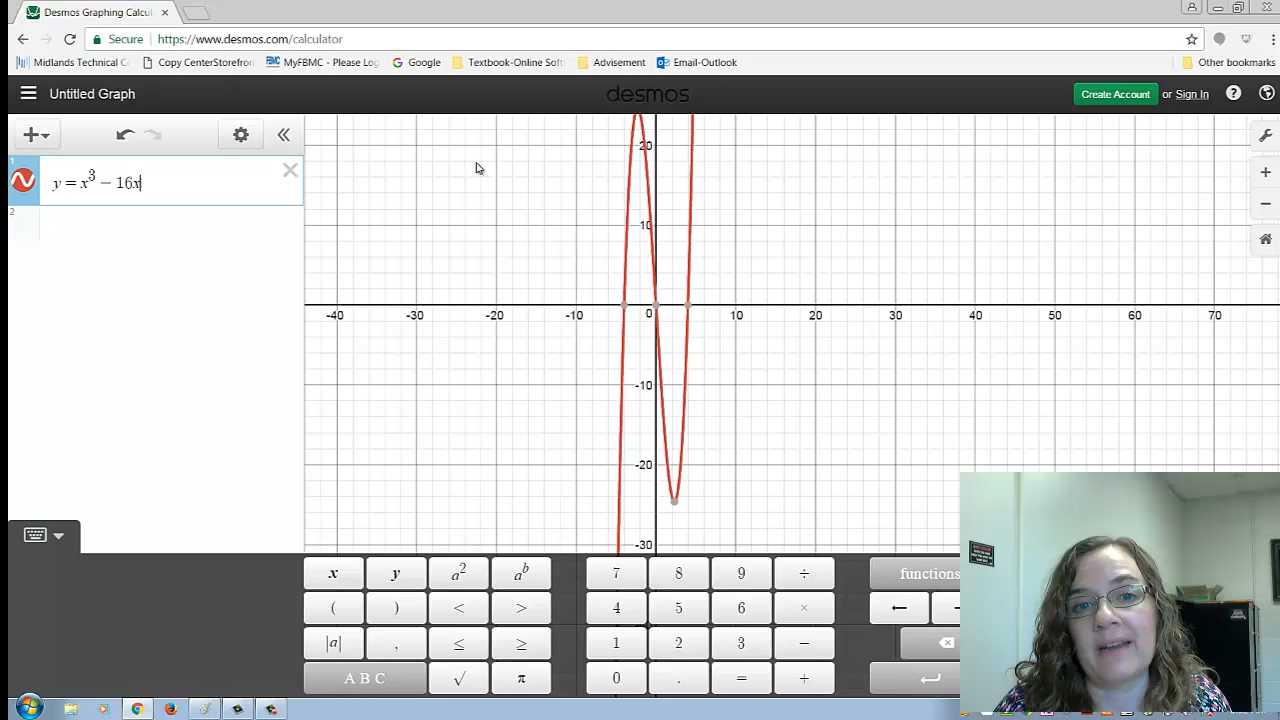 Desmos Graphing Calcul
Secure https://www.desmos.com/calculator
Midlands Technical C Copy CenterStorefron MyFBMC - Please Log Google Textbook-Online Soft Advisement Email-Outlook Other bookmarks
Untitled Graph desmos Create Account or Sign In
1
y = x³ − 16x
2
20
10
-40 -30 -20 -10 0 10 20 30 40 50 60 70
-10
-20
-30
x y a² aᵇ 7 8 9 ÷ functions
( ) < > 4 5 6 ×
|a| , ≤ ≥ 1 2 3 −
A B C √ π 0 . = +